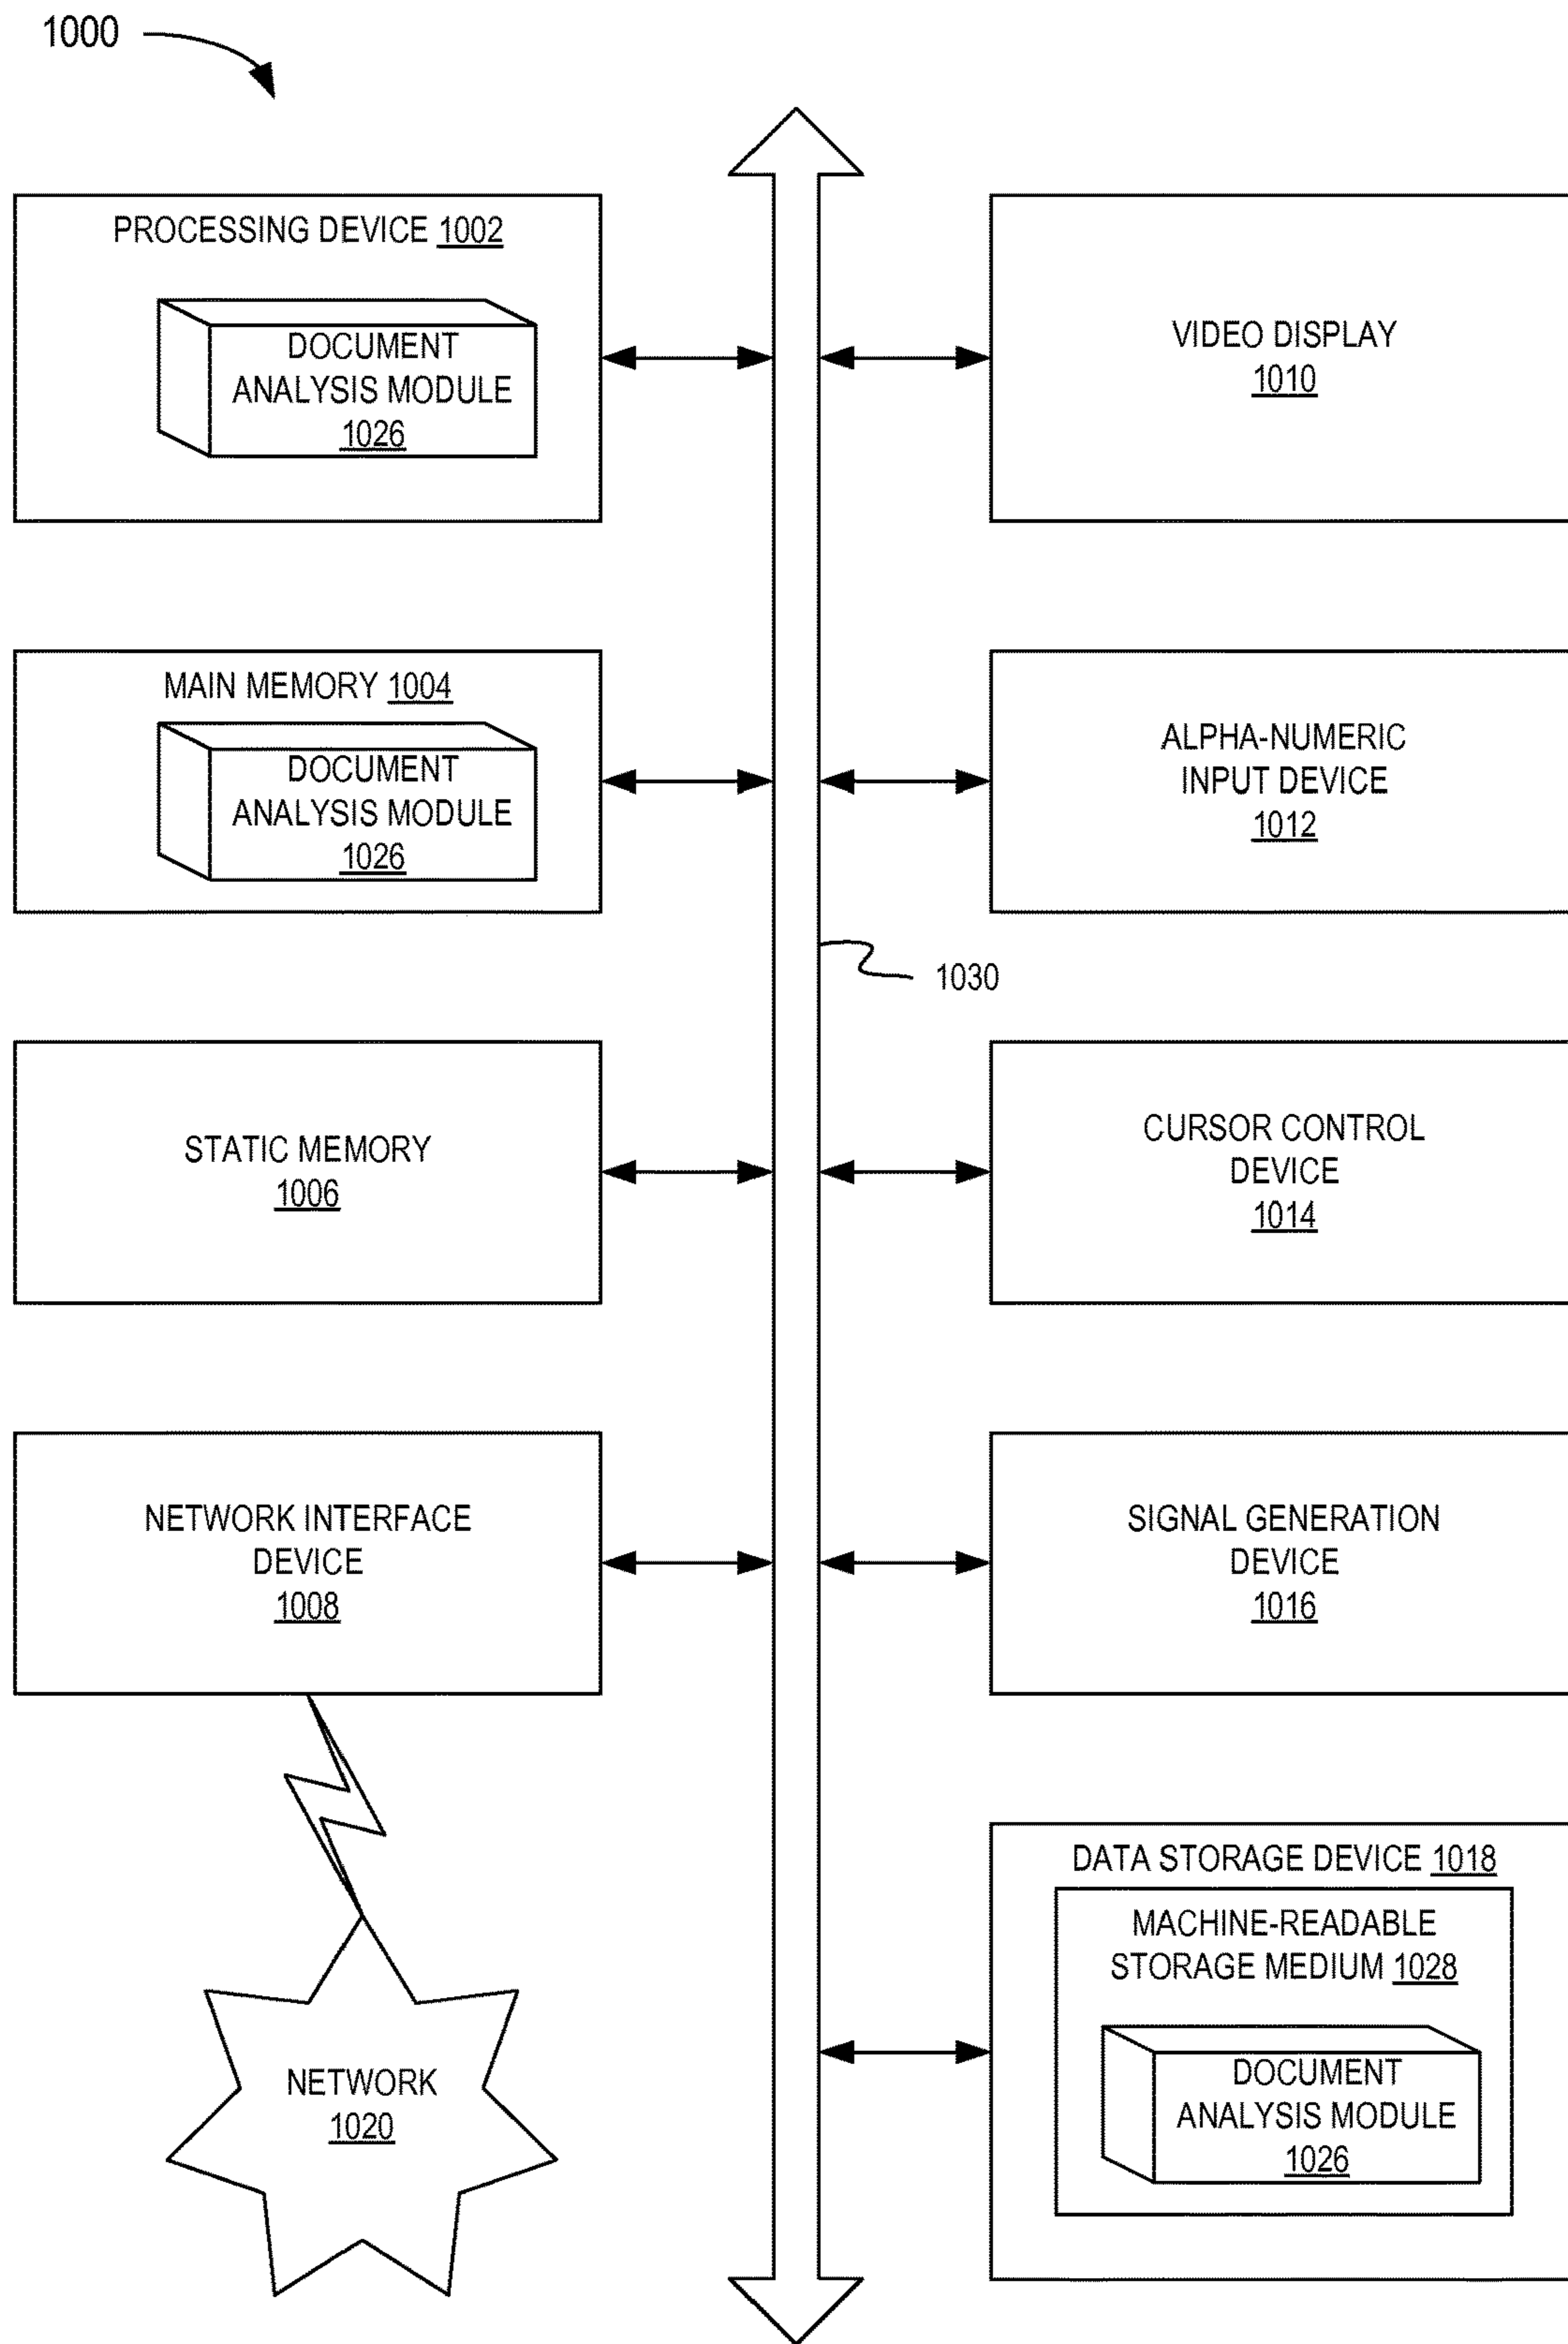 1000
PROCESSING DEVICE 1002
DOCUMENT
ANALYSIS MODULE
1026
VIDEO DISPLAY
1010
MAIN MEMORY 1004
DOCUMENT
ANALYSIS MODULE
1026
ALPHA-NUMERIC
INPUT DEVICE
1012
1030
STATIC MEMORY
1006
CURSOR CONTROL
DEVICE
1014
NETWORK INTERFACE
DEVICE
1008
SIGNAL GENERATION
DEVICE
1016
NETWORK
1020
DATA STORAGE DEVICE 1018
MACHINE-READABLE
STORAGE MEDIUM 1028
DOCUMENT
ANALYSIS MODULE
1026